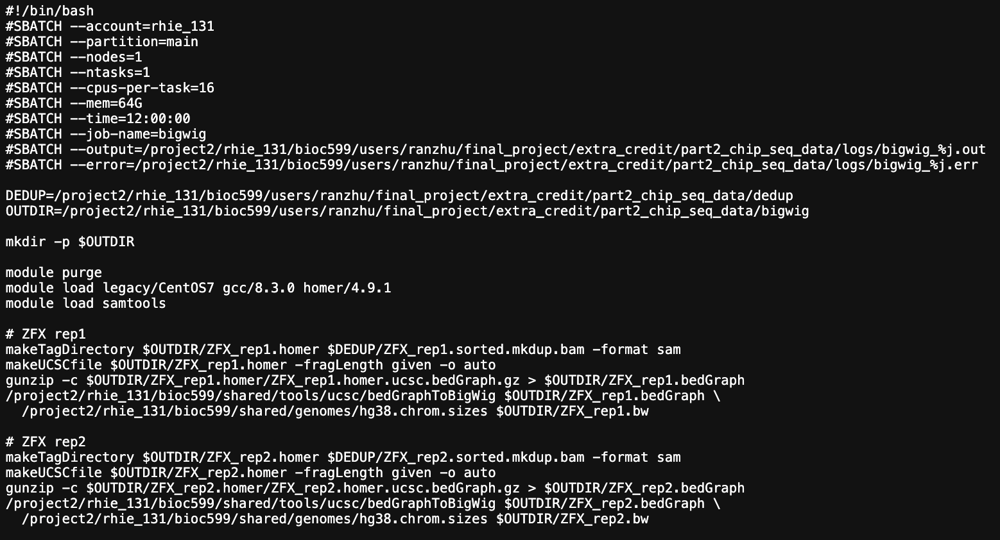 #!/bin/bash
#SBATCH --account=rhie_131
#SBATCH --partition=main
#SBATCH --nodes=1
#SBATCH --ntasks=1
#SBATCH --cpus-per-task=16
#SBATCH --mem=64G
#SBATCH --time=12:00:00
#SBATCH --job-name=bigwig
#SBATCH --output=/project2/rhie_131/bioc599/users/ranzhu/final_project/extra_credit/part2_chip_seq_data/logs/bigwig_%j.out
#SBATCH --error=/project2/rhie_131/bioc599/users/ranzhu/final_project/extra_credit/part2_chip_seq_data/logs/bigwig_%j.err

DEDUP=/project2/rhie_131/bioc599/users/ranzhu/final_project/extra_credit/part2_chip_seq_data/dedup
OUTDIR=/project2/rhie_131/bioc599/users/ranzhu/final_project/extra_credit/part2_chip_seq_data/bigwig

mkdir -p $OUTDIR

module purge
module load legacy/CentOS7 gcc/8.3.0 homer/4.9.1
module load samtools

# ZFX rep1
makeTagDirectory $OUTDIR/ZFX_rep1.homer $DEDUP/ZFX_rep1.sorted.mkdup.bam -format sam
makeUCSCfile $OUTDIR/ZFX_rep1.homer -fragLength given -o auto
gunzip -c $OUTDIR/ZFX_rep1.homer/ZFX_rep1.homer.ucsc.bedGraph.gz > $OUTDIR/ZFX_rep1.bedGraph
/project2/rhie_131/bioc599/shared/tools/ucsc/bedGraphToBigWig $OUTDIR/ZFX_rep1.bedGraph \
  /project2/rhie_131/bioc599/shared/genomes/hg38.chrom.sizes $OUTDIR/ZFX_rep1.bw

# ZFX rep2
makeTagDirectory $OUTDIR/ZFX_rep2.homer $DEDUP/ZFX_rep2.sorted.mkdup.bam -format sam
makeUCSCfile $OUTDIR/ZFX_rep2.homer -fragLength given -o auto
gunzip -c $OUTDIR/ZFX_rep2.homer/ZFX_rep2.homer.ucsc.bedGraph.gz > $OUTDIR/ZFX_rep2.bedGraph
/project2/rhie_131/bioc599/shared/tools/ucsc/bedGraphToBigWig $OUTDIR/ZFX_rep2.bedGraph \
  /project2/rhie_131/bioc599/shared/genomes/hg38.chrom.sizes $OUTDIR/ZFX_rep2.bw